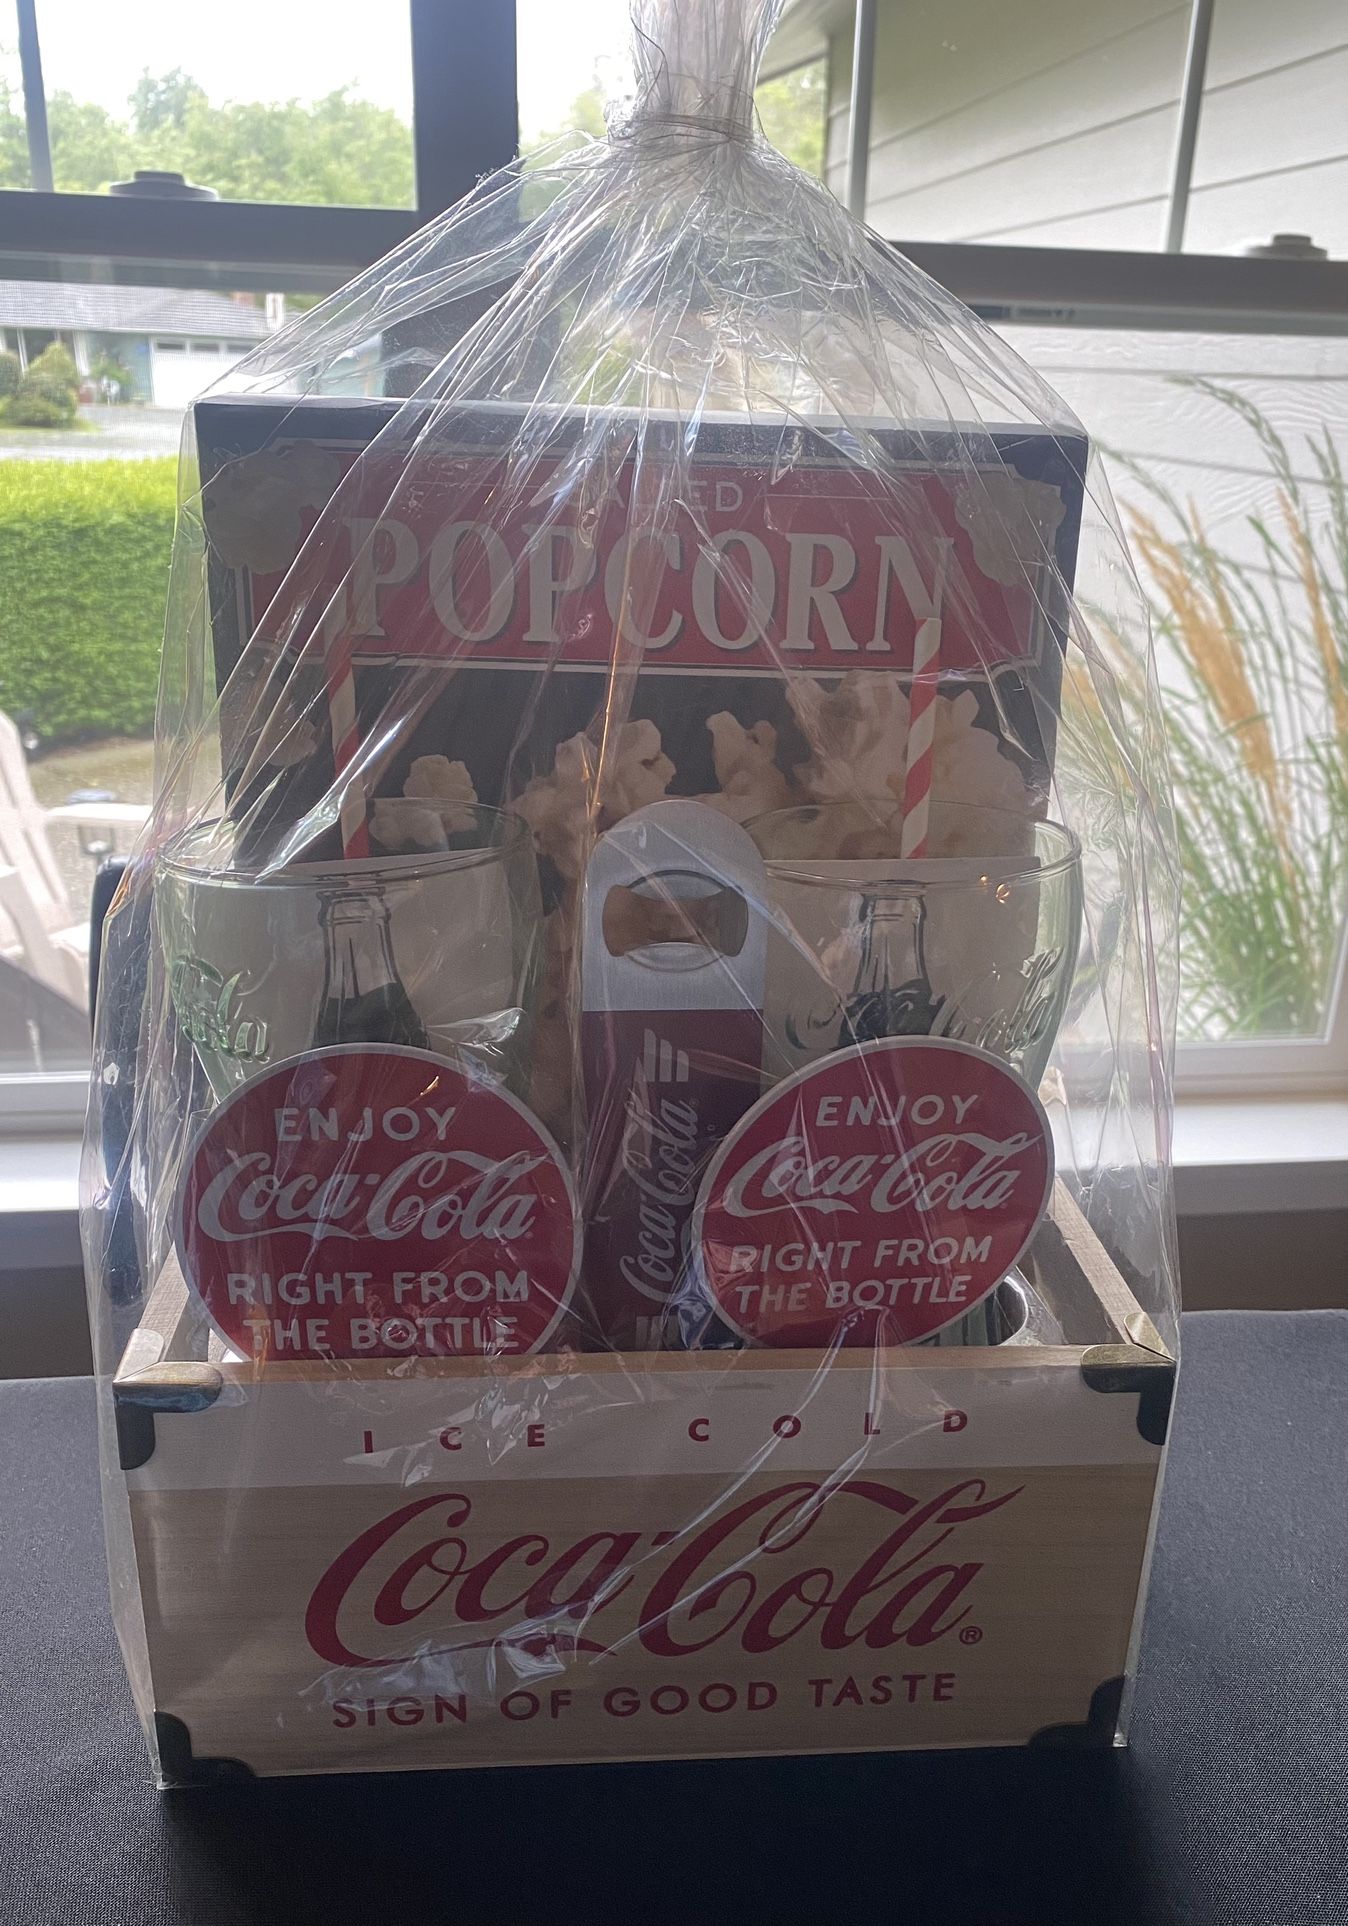 POPCORN
Cola
Coca-Cola
ENJOY
Coca-Cola
RIGHT FROM
THE BOTTLE
Coca-Cola
ENJOY
Coca-Cola
RIGHT FROM
THE BOTTLE
ICE COLD
Coca-Cola®
SIGN OF GOOD TASTE